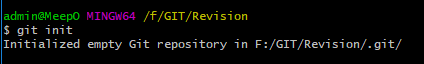 admin@MeepO MINGW64 /f/GIT/Revision
$ git init
Initialized empty Git repository in F:/GIT/Revision/.git/